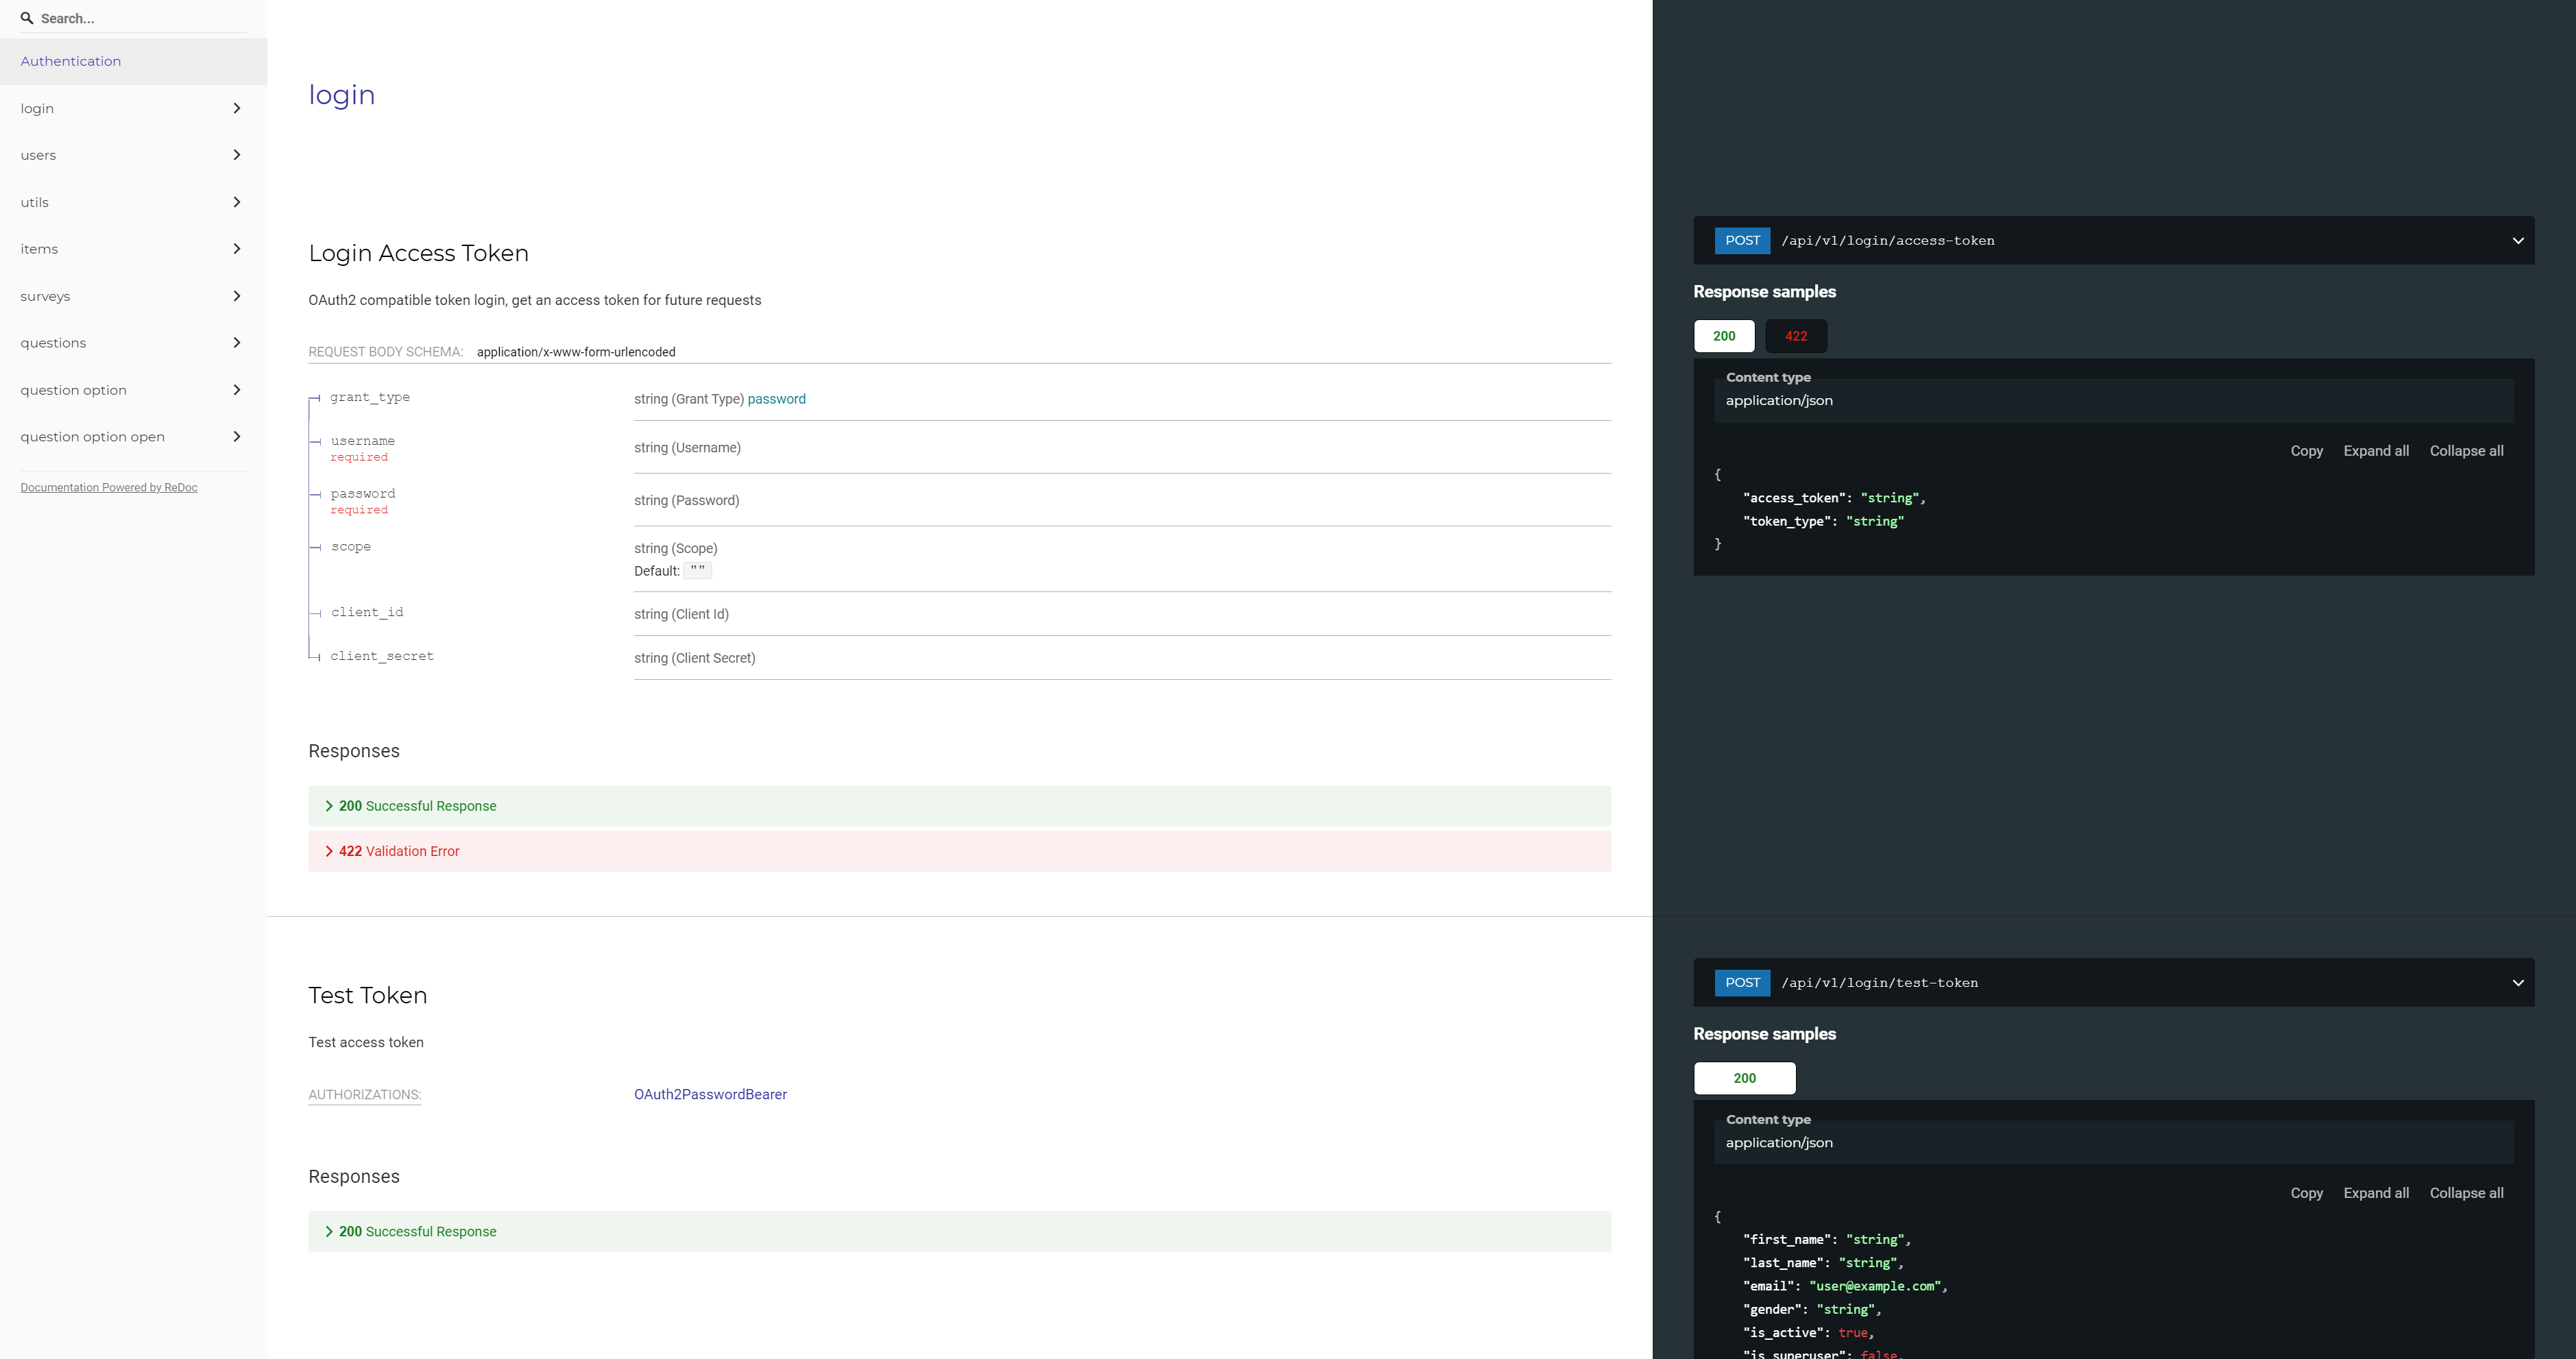 Search...
Authentication
login
users
utils
items
surveys
questions
question option
question option open
Documentation Powered by ReDoc
login
Login Access Token
OAuth2 compatible token login, get an access token for future requests
REQUEST BODY SCHEMA: application/x-www-form-urlencoded
grant_type string (Grant Type) password
username string (Username)
required
password string (Password)
required
scope string (Scope)
Default: ""
client_id string (Client Id)
client_secret string (Client Secret)
Responses
200 Successful Response
422 Validation Error
POST /api/v1/login/access-token
Response samples
200 422
Content type
application/json
Copy Expand all Collapse all
{
"access_token": "string",
"token_type": "string"
}
Test Token
Test access token
AUTHORIZATIONS: OAuth2PasswordBearer
Responses
200 Successful Response
POST /api/v1/login/test-token
Response samples
200
Content type
application/json
Copy Expand all Collapse all
{
"first_name": "string",
"last_name": "string",
"email": "user@example.com",
"gender": "string",
"is_active": true,
"is_superuser": false,